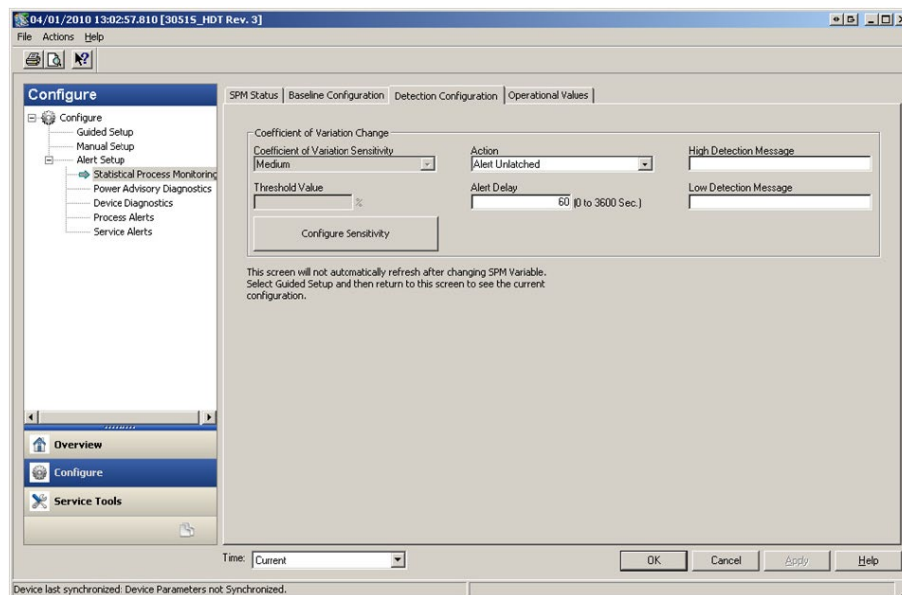 04/01/2010 13:02:57.810 [3051S_HDT Rev. 3]
File Actions Help
Configure
Configure
Guided Setup
Manual Setup
Alert Setup
Statistical Process Monitoring
Power Advisory Diagnostics
Device Diagnostics
Process Alerts
Service Alerts
Overview
Configure
Service Tools
SPM Status Baseline Configuration Detection Configuration Operational Values
Coefficient of Variation Change
Coefficient of Variation Sensitivity Action High Detection Message
Medium Alert Unlatched
Threshold Value Alert Delay Low Detection Message
% 60 (0 to 3600 Sec.)
Configure Sensitivity
This screen will not automatically refresh after changing SPM Variable.
Select Guided Setup and then return to this screen to see the current
configuration.
Time: Current OK Cancel Apply Help
Device last synchronized: Device Parameters not Synchronized.